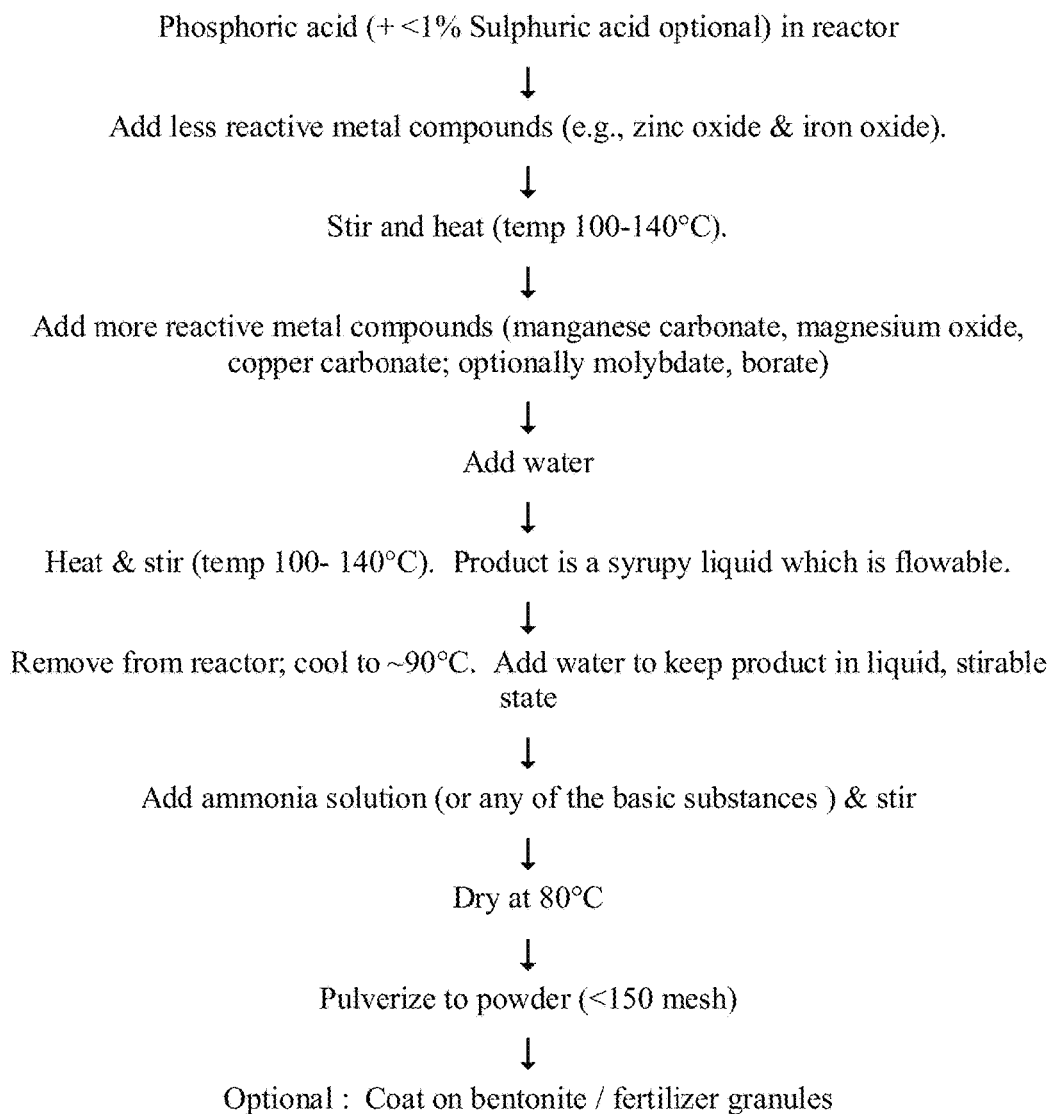 Phosphoric acid (+ <1% Sulphuric acid optional) in reactor
Add less reactive metal compounds (e.g., zinc oxide & iron oxide).
Stir and heat (temp 100-140°C).
Add more reactive metal compounds (manganese carbonate, magnesium oxide,
copper carbonate; optionally molybdate, borate)
Add water
Heat & stir (temp 100- 140°C). Product is a syrupy liquid which is flowable.
Remove from reactor; cool to ~90°C. Add water to keep product in liquid, stirable
state
Add ammonia solution (or any of the basic substances ) & stir
Dry at 80°C
Pulverize to powder (<150 mesh)
Optional : Coat on bentonite / fertilizer granules